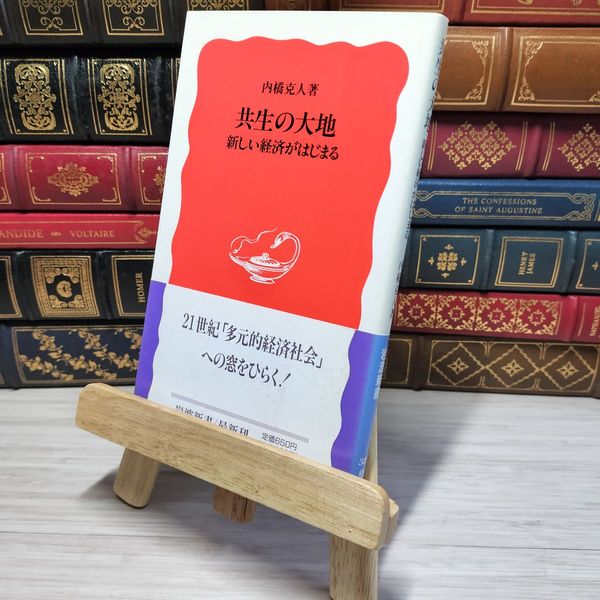 内橋克人著
共生の大地
新しい経済がはじまる
21世紀「多元的経済社会」
への窓をひらく!
岩波新書/最新刊
定価650円
CANDIDE VOLTAIRE
HOMER
THE CONFESSIONS
OF SAINT AUGUSTINE
HENRY
JAMES